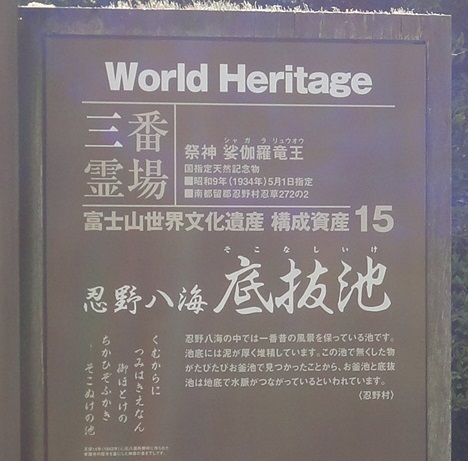 World Heritage
三番
霊場
シャガラ リュウオウ
祭神 娑伽羅竜王
国指定天然記念物
■昭和9年(1934年)5月1日指定
■南都留郡忍野村忍草272の2
富士山世界文化遺産 構成資産 15
そこなしいけ
忍野八海 底抜池
忍野八海の中では一番昔の風景を保っている池です。
池底には泥が厚く堆積しています。この池で無くした物
がたびたびお釜池で見つかったことから、お釜池と底抜
池は地底で水脈がつながっているといわれています。
〈忍野村〉
くむからに
つみはきえなん
御ほとけの
ちかひぞふかき
そこぬけの池